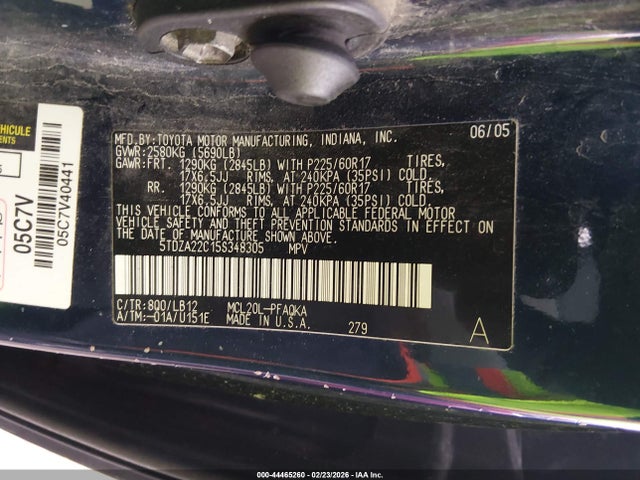 MFD.BY:TOYOTA MOTOR MANUFACTURING, INDIANA, INC. 06/05
GVWR:2580KG (5690LB)
GAWR:FRT. 1290KG (2845LB) WITH P225/60R17 TIRES,
17X6.5JJ RIMS, AT 240KPA (35PSI) COLD.
RR. 1290KG (2845LB) WITH P225/60R17 TIRES,
17X6.5JJ RIMS, AT 240KPA (35PSI) COLD.
THIS VEHICLE CONFORMS TO ALL APPLICABLE FEDERAL MOTOR
VEHICLE SAFETY AND BUMPER STANDARDS IN EFFECT ON
THE DATE OF MANUFACTURE SHOWN ABOVE.
5TDZA22C15S348305 MPV
C/TR:8Q0/LB12 MCL20L-PFAQKA
A/TM:-01A/U151E MADE IN U.S.A. 279 A
05C7V
05C7V40441
000-44465260 - 02/23/2026 - IAA Inc.